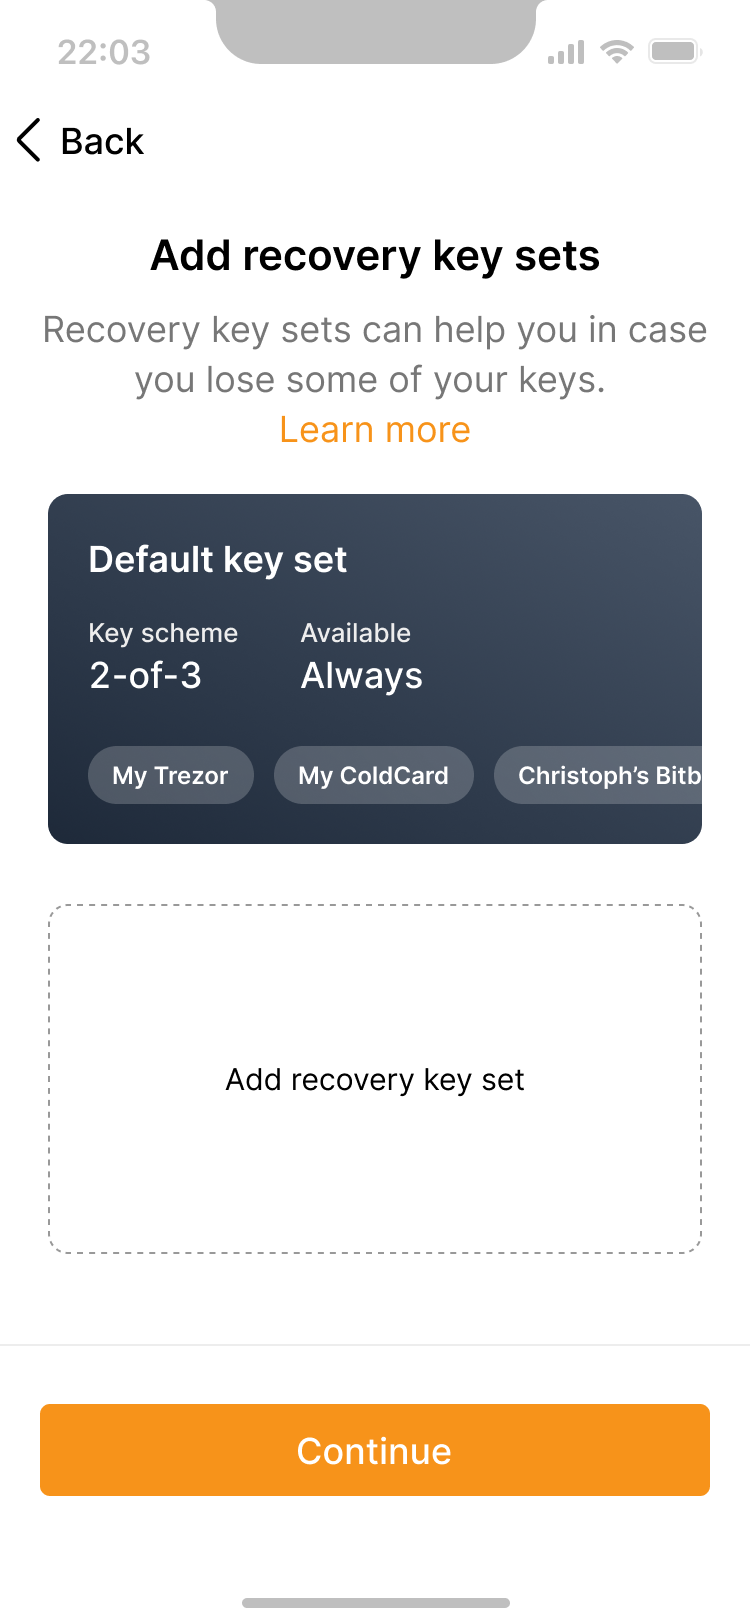 22:03
Back
Add recovery key sets
Recovery key sets can help you in case
you lose some of your keys.
Learn more
Default key set
Key scheme Available
2-of-3 Always
My Trezor My ColdCard Christoph’s Bitb
Add recovery key set
Continue